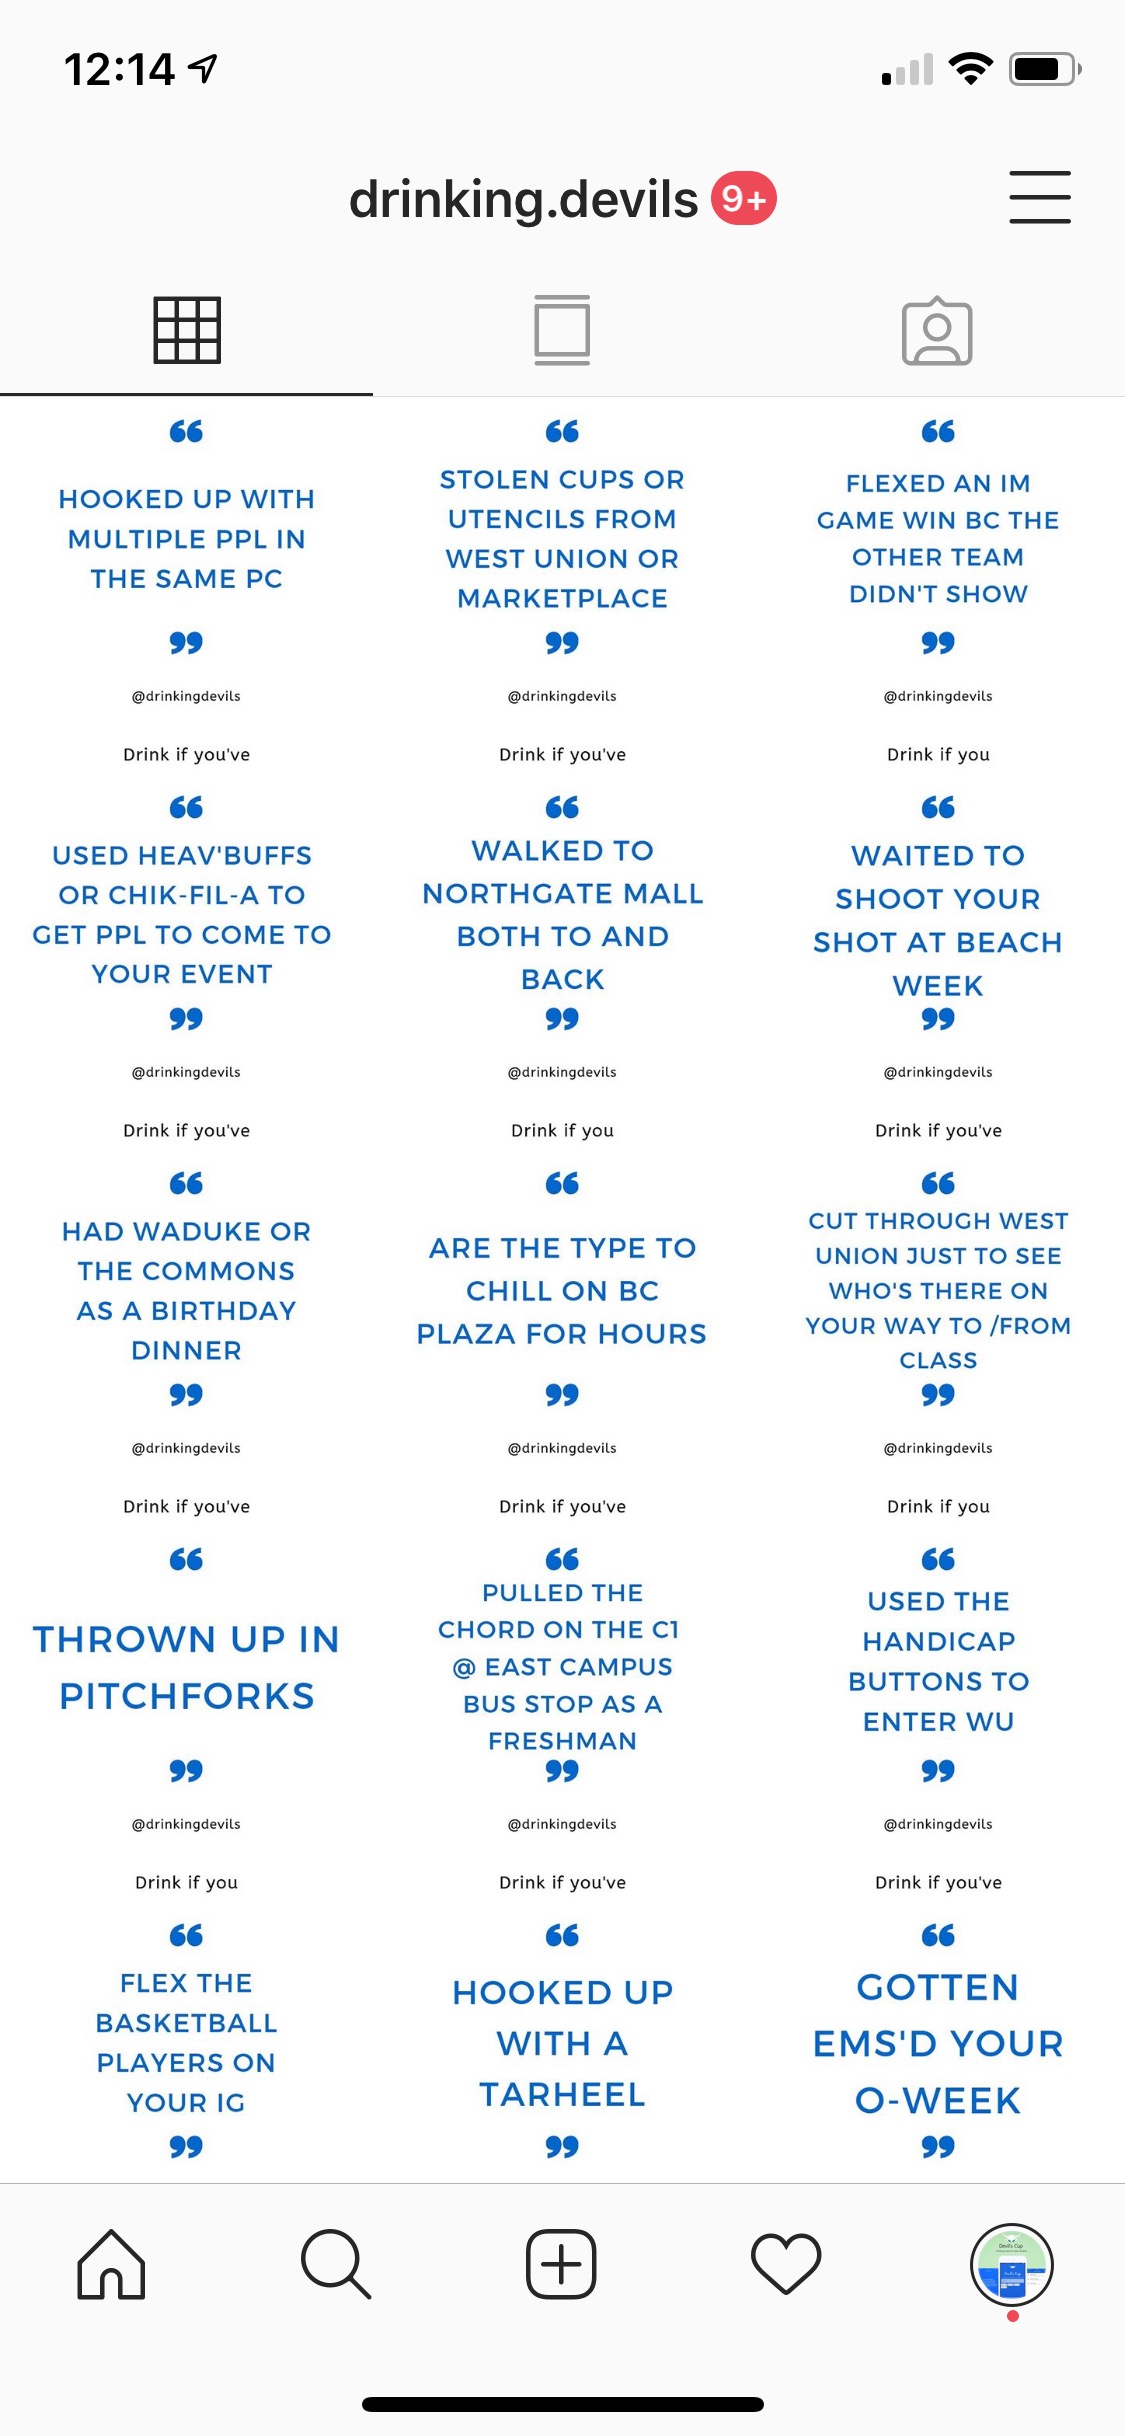 12:14
drinking.devils 9+
“
HOOKED UP WITH
MULTIPLE PPL IN
THE SAME PC
”
@drinkingdevils
“
STOLEN CUPS OR
UTENCILS FROM
WEST UNION OR
MARKETPLACE
”
@drinkingdevils
“
FLEXED AN IM
GAME WIN BC THE
OTHER TEAM
DIDN'T SHOW
”
@drinkingdevils
Drink if you've
“
USED HEAV'BUFFS
OR CHIK-FIL-A TO
GET PPL TO COME TO
YOUR EVENT
”
@drinkingdevils
Drink if you've
“
WALKED TO
NORTHGATE MALL
BOTH TO AND
BACK
”
@drinkingdevils
Drink if you
“
WAITED TO
SHOOT YOUR
SHOT AT BEACH
WEEK
”
@drinkingdevils
Drink if you've
“
HAD WADUKE OR
THE COMMONS
AS A BIRTHDAY
DINNER
”
@drinkingdevils
Drink if you
“
ARE THE TYPE TO
CHILL ON BC
PLAZA FOR HOURS
”
@drinkingdevils
Drink if you've
“
CUT THROUGH WEST
UNION JUST TO SEE
WHO'S THERE ON
YOUR WAY TO /FROM
CLASS
”
@drinkingdevils
Drink if you've
“
THROWN UP IN
PITCHFORKS
”
@drinkingdevils
Drink if you've
“
PULLED THE
CHORD ON THE C1
@ EAST CAMPUS
BUS STOP AS A
FRESHMAN
”
@drinkingdevils
Drink if you
“
USED THE
HANDICAP
BUTTONS TO
ENTER WU
”
@drinkingdevils
Drink if you
“
FLEX THE
BASKETBALL
PLAYERS ON
YOUR IG
”
Drink if you've
“
HOOKED UP
WITH A
TARHEEL
”
Drink if you've
“
GOTTEN
EMS'D YOUR
O-WEEK
”
Devil's Cup